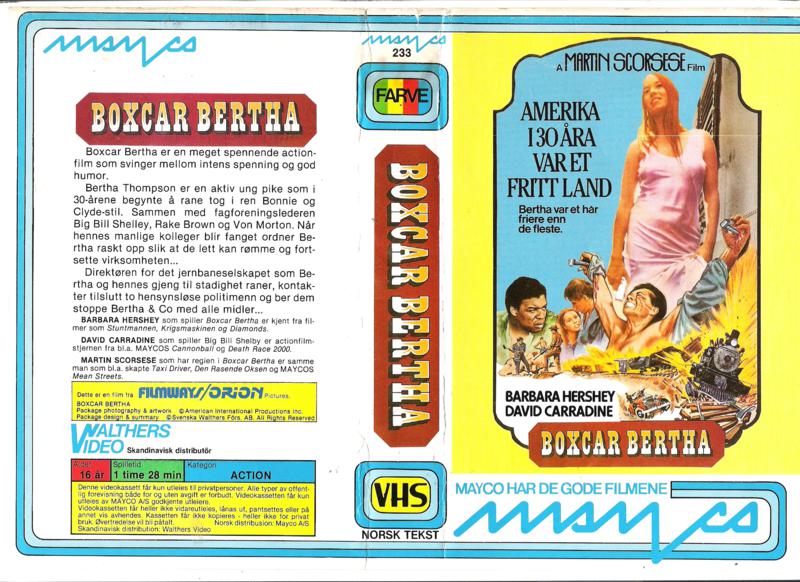 mayco
BOXCAR BERTHA
Boxcar Bertha er en meget spennende action-
film som svinger mellom intens spenning og god
humor.
Bertha Thompson er en aktiv ung pike som i
30-årene begynte å rane tog i ren Bonnie og
Clyde-stil. Sammen med fagforeningslederen
Big Bill Shelley, Rake Brown og Von Morton. Når
hennes manlige kolleger blir fanget ordner Be-
rtha raskt opp slik at de lett kan rømme og fort-
sette virksomheten...
Direktøren for det jernbaneselskapet som Be-
rtha og hennes gjeng til stadighet raner, kontak-
ter tilslutt to hensynsløse politimenn og ber dem
stoppe Bertha & Co med alle midler...
BARBARA HERSHEY som spiller Boxcar Bertha er kjent fra fil-
mer som Stuntmannen, Krigsmaskinen og Diamonds.
DAVID CARRADINE som spiller Big Bill Shelby er actionfilm-
stjernen fra bl.a. MAYCOS Cannonball og Death Race 2000.
MARTIN SCORSESE som har regien i Boxcar Bertha er samme
man som bl.a. skapte Taxi Driver, Den Rasende Oksen og MAYCOS
Mean Streets.
Dette er en film fra FILMWAYS/ORION Pictures.
BOXCAR BERTHA
Package photography & artwork ©American International Productions Inc.
Package design & summary ©Svenska Walthers Förs. AB. All Rights Reserved
WALTHERS
VIDEO Skandinavisk distributör
Alder
16 år
Spilletid
1 time 28 min
Kategori
ACTION
Denne videokassett får kun utleies til privatpersoner. Alle typer av offent-
lig forevisning både for og uten avgift er forbudt. Videokassetten får kun
utleies av MAYCO A/S godkjente utleiere.
Videokassetten får heller ikke vidareutleies, lånas ut, pantsettes eller på
annet vis avhendes. Kassetten får ikke kopieres - heller ikke for privat
bruk. Overtredelse vil bli påtalt. Norsk distribusion: Mayco A/S
Skandinavisk distribution: Walthers Video
mayco
233
FARVE
BOXCAR BERTHA
VHS
NORSK TEKST
A MARTIN SCORSESE Film
AMERIKA
I 30 ÅRA
VAR ET
FRITT LAND
Bertha var et hår
friere enn
de fleste.
BARBARA HERSHEY
DAVID CARRADINE
BOXCAR BERTHA
MAYCO HAR DE GODE FILMENE
mayco